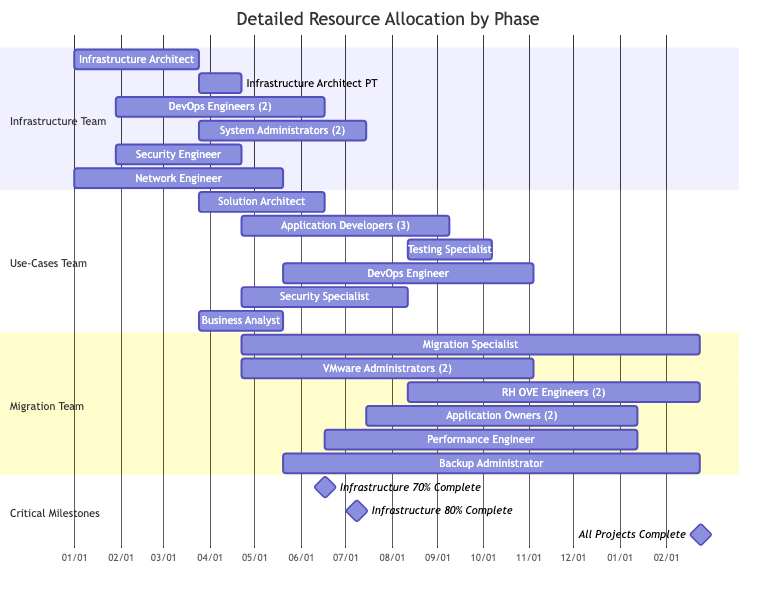 Detailed Resource Allocation by Phase
Infrastructure Team
Infrastructure Architect
Infrastructure Architect PT
DevOps Engineers (2)
System Administrators (2)
Security Engineer
Network Engineer
Use-Cases Team
Solution Architect
Application Developers (3)
Testing Specialist
DevOps Engineer
Security Specialist
Business Analyst
Migration Team
Migration Specialist
VMware Administrators (2)
RH OVE Engineers (2)
Application Owners (2)
Performance Engineer
Backup Administrator
Critical Milestones
Infrastructure 70% Complete
Infrastructure 80% Complete
All Projects Complete
01/01 02/01 03/01 04/01 05/01 06/01 07/01 08/01 09/01 10/01 11/01 12/01 01/01 02/01